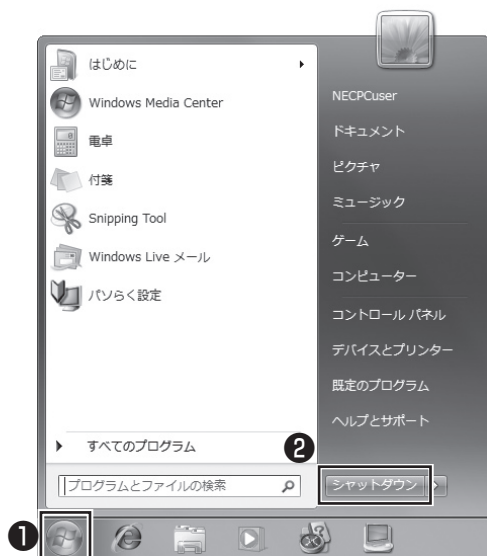 はじめに
Windows Media Center
電卓
付箋
Snipping Tool
Windows Live メール
パソらく設定
すべてのプログラム
プログラムとファイルの検索
NECPCuser
ドキュメント
ピクチャ
ミュージック
ゲーム
コンピューター
コントロール パネル
デバイスとプリンター
既定のプログラム
ヘルプとサポート
❷
シャットダウン
❶